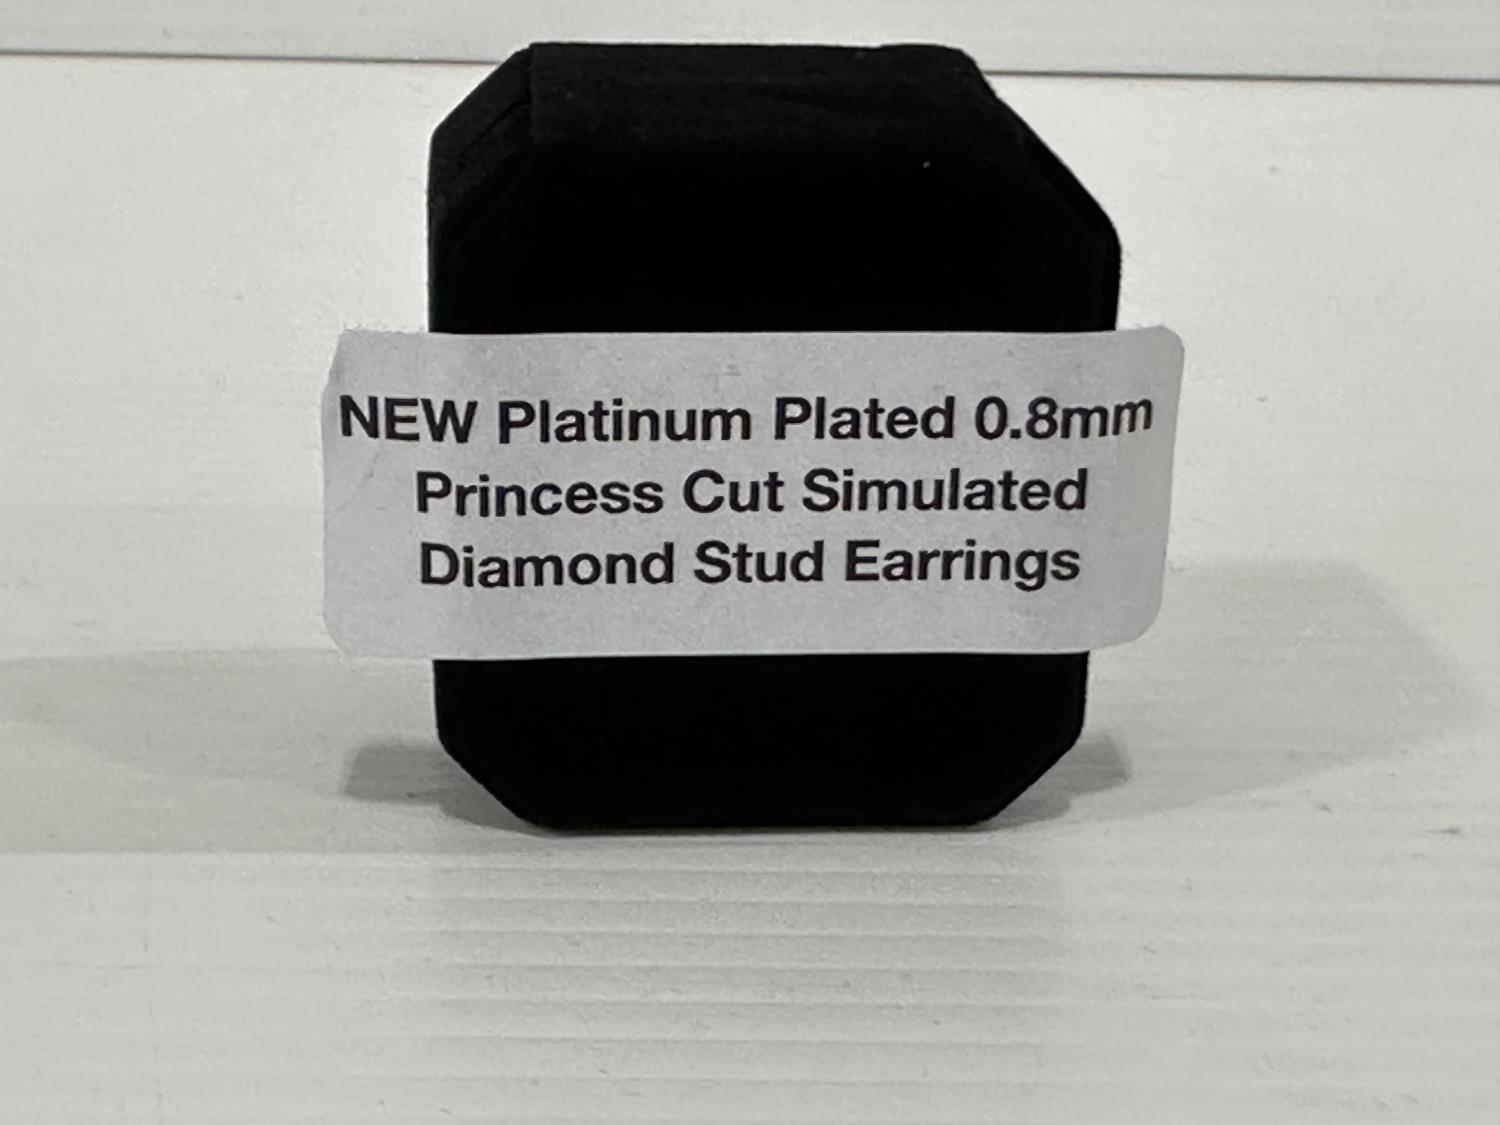 NEW Platinum Plated 0.8mm
Princess Cut Simulated
Diamond Stud Earrings